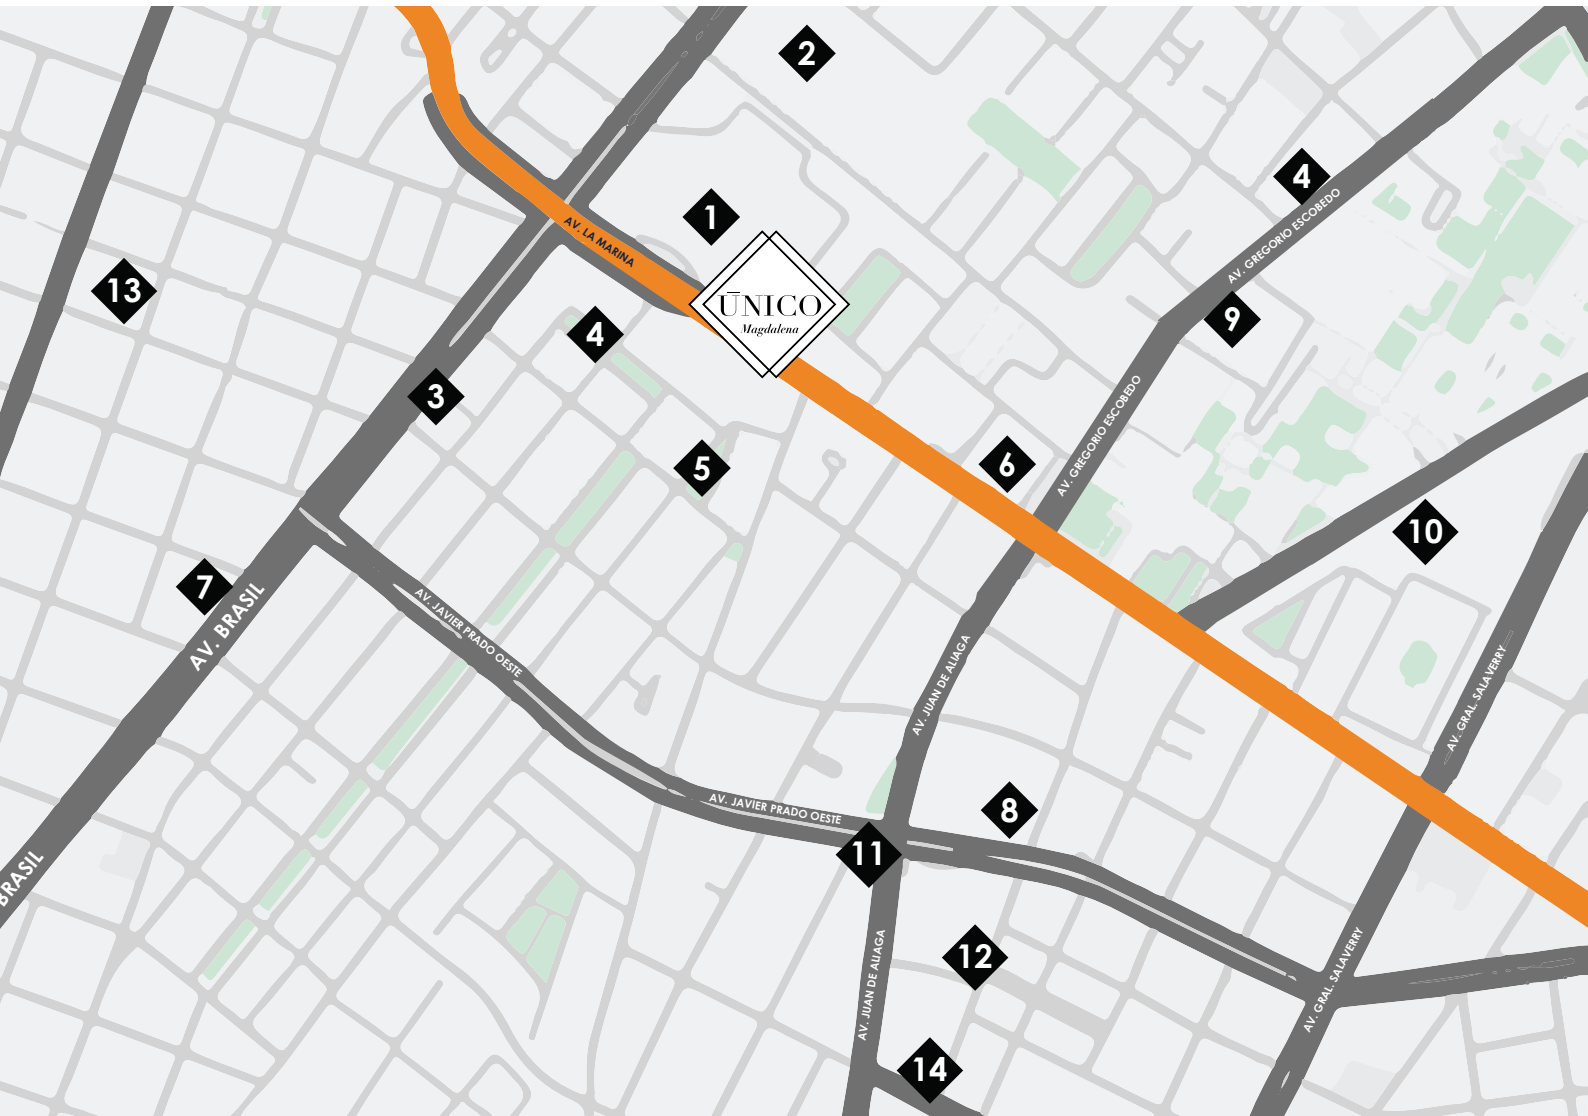 2
4
AV. GREGORIO ESCOBEDO
1
AV. LA MARINA
13
ŪNICO
Magdalena
9
4
3
AV. GREGORIO ESCOBEDO
5
6
10
7
AV. BRASIL
AV. JAVIER PRADO OESTE
AV. JUAN DE ALIAGA
AV. GRAL. SALAVERRY
AV. JAVIER PRADO OESTE
8
11
BRASIL
12
AV. JUAN DE ALIAGA
AV. GRAL. SALAVERRY
14